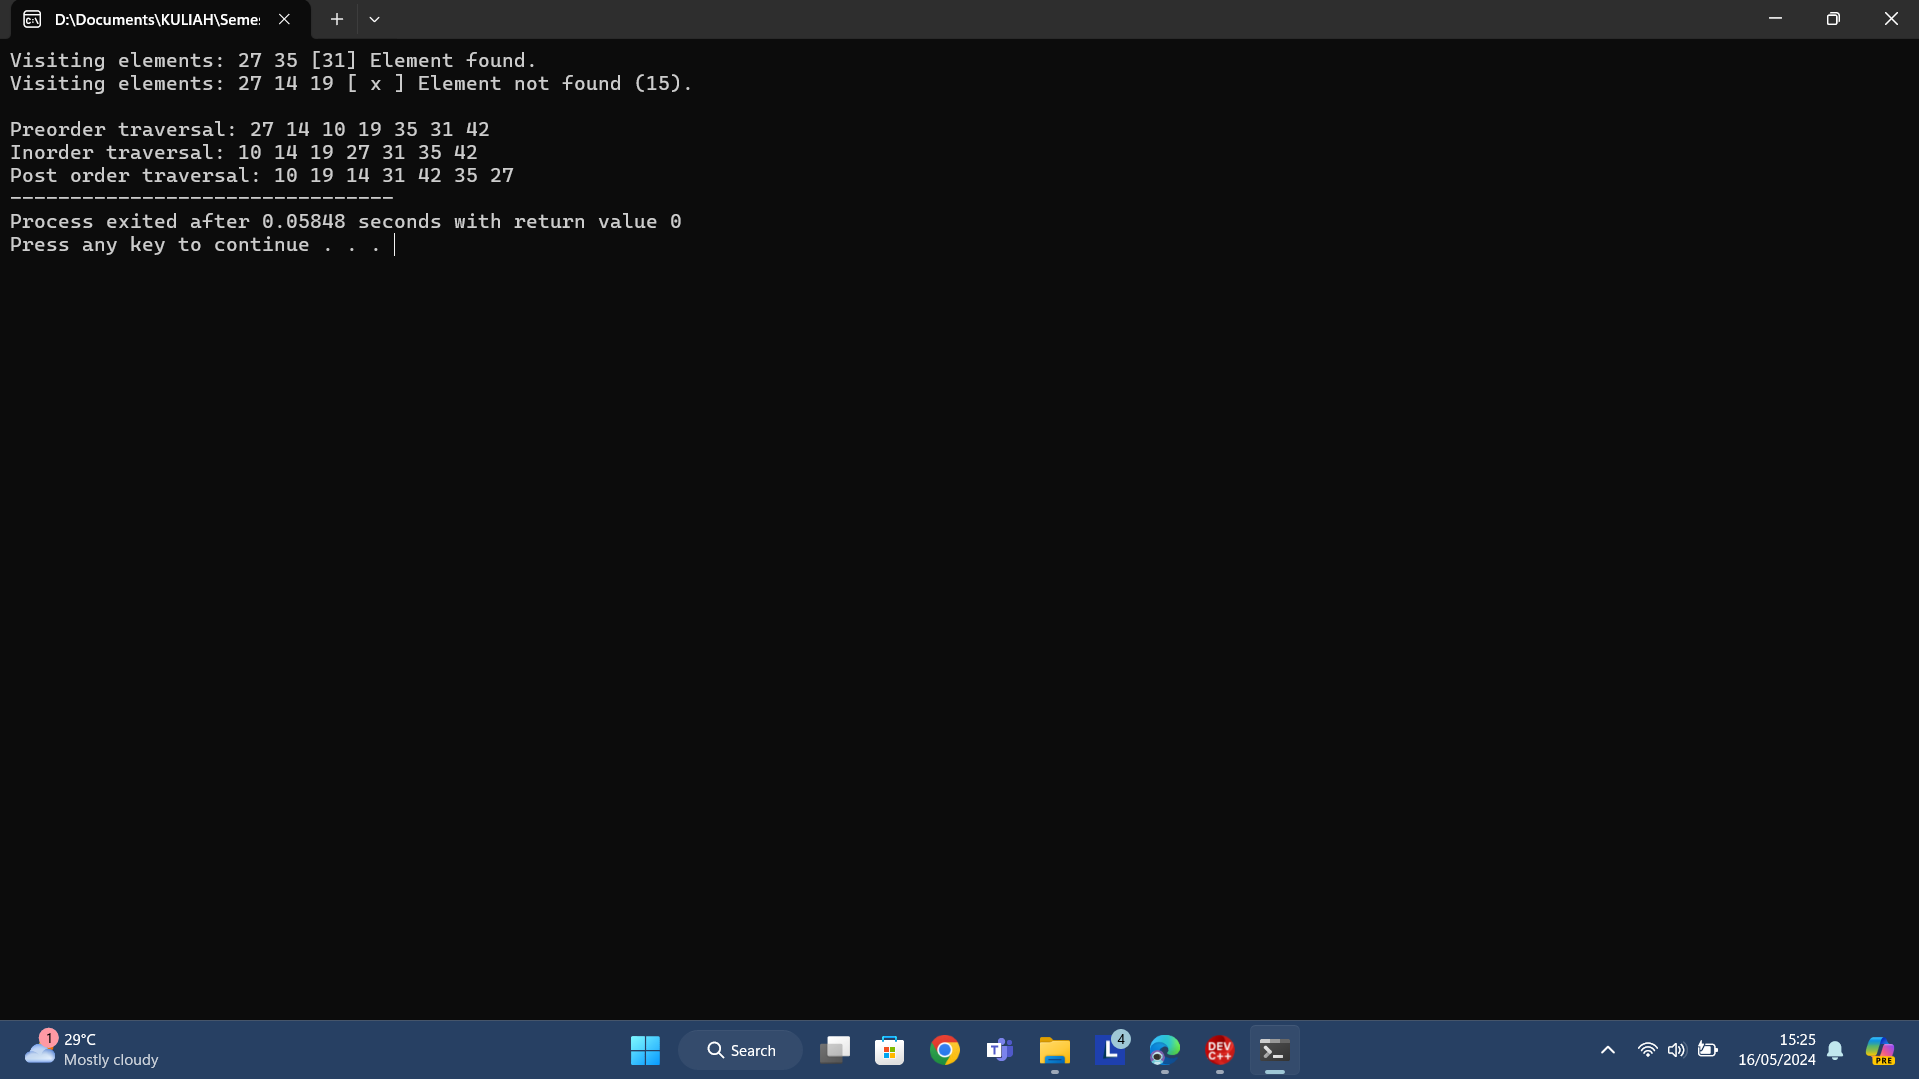 D:\Documents\KULIAH\Seme
Visiting elements: 27 35 [31] Element found.
Visiting elements: 27 14 19 [ x ] Element not found (15).
Preorder traversal: 27 14 10 19 35 31 42
Inorder traversal: 10 14 19 27 31 35 42
Post order traversal: 10 19 14 31 42 35 27
--------------------------------
Process exited after 0.05848 seconds with return value 0
Press any key to continue . . .
1
29°C
Mostly cloudy
Search
T
L
4
DEV
C++
15:25
16/05/2024
PRE